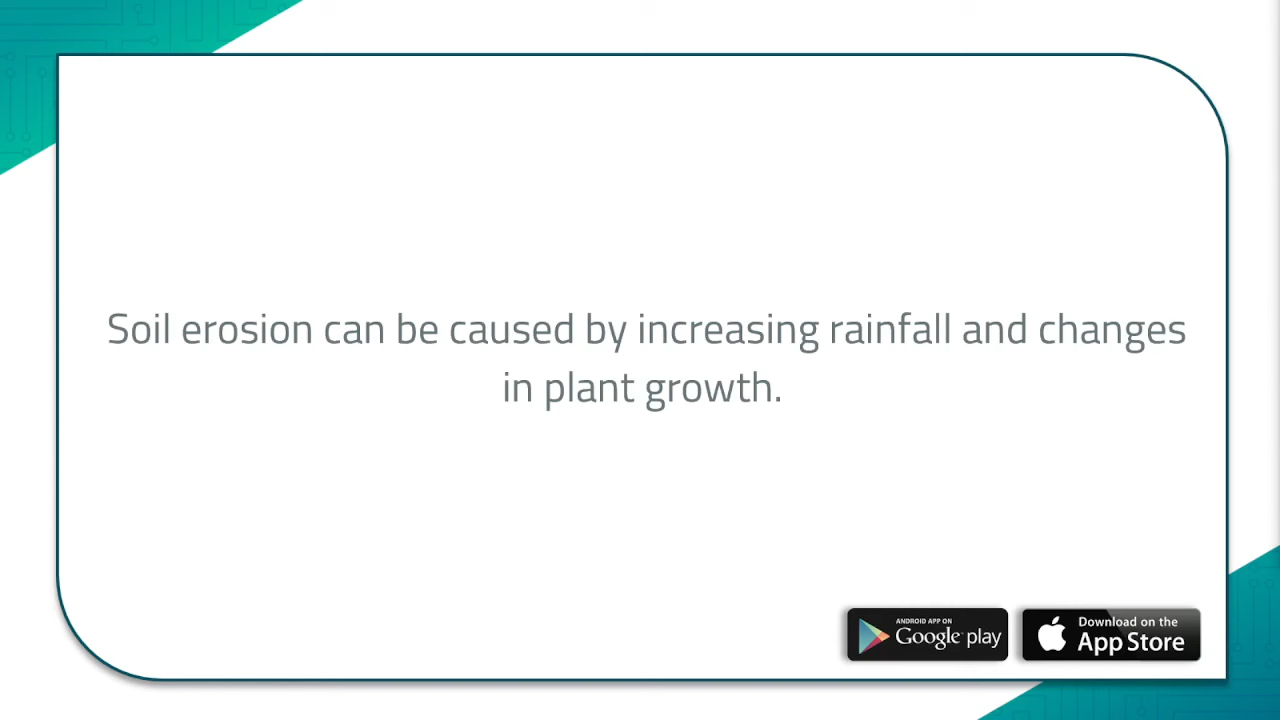 Soil erosion can be caused by increasing rainfall and changes
in plant growth.
ANDROID APP ON
Google play
Download on the
App Store